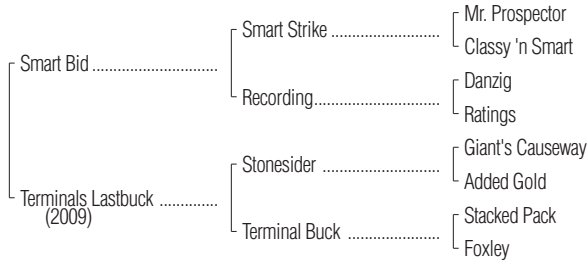 Mr. Prospector
Smart Strike ..............................
Classy 'n Smart
Smart Bid ...................................
Danzig
Recording...................................
Ratings
Giant's Causeway
Stonesider .................................
Added Gold
Terminals Lastbuck ................
(2009)
Stacked Pack
Terminal Buck .........................
Foxley